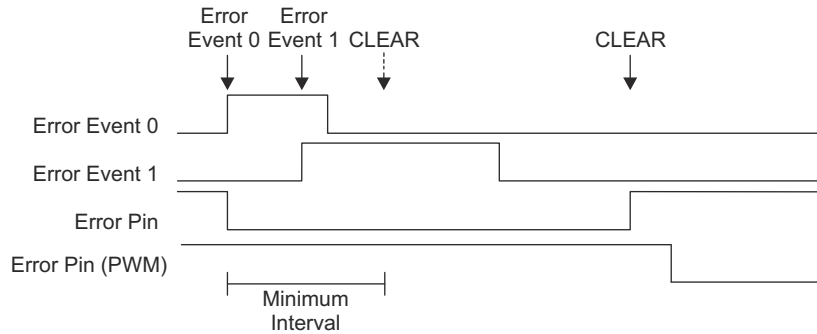 Error
Event 0
Error
Event 1
CLEAR
CLEAR
Error Event 0
Error Event 1
Error Pin
Error Pin (PWM)
Minimum
Interval